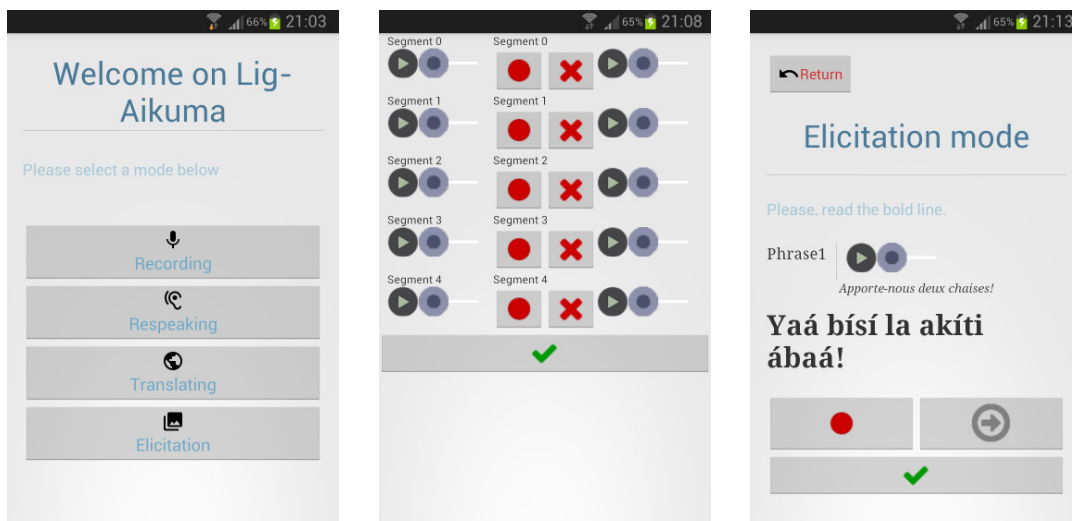 66% 21:03
Welcome on Lig-
Aikuma
Please select a mode below
Recording
Respeaking
Translating
Elicitation
65% 21:08
Segment 0 Segment 0
Segment 1 Segment 1
Segment 2 Segment 2
Segment 3 Segment 3
Segment 4 Segment 4
65% 21:13
Return
Elicitation mode
Please, read the bold line.
Phrase1
Apporte-nous deux chaises!
Yaá bísí la akíti
ábaá!